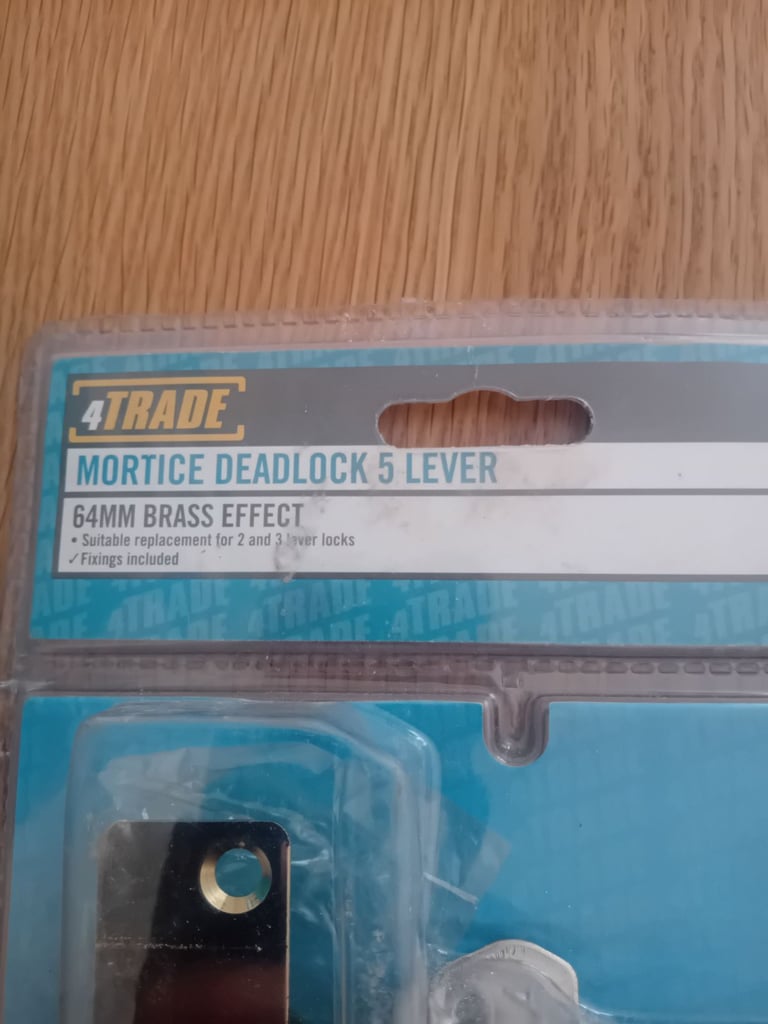 4TRADE
MORTICE DEADLOCK 5 LEVER
64MM BRASS EFFECT
• Suitable replacement for 2 and 3 lever locks
✓Fixings included